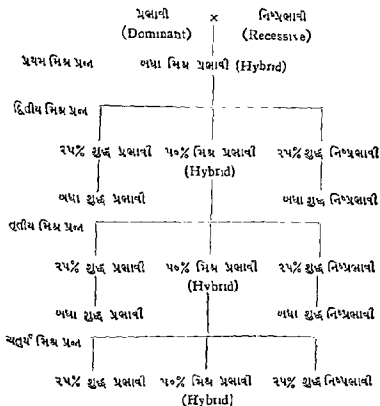 પ્રભાવી × નિષ્પ્રભાવી
(Dominant) (Recessive)
પ્રથમ મિશ્ર પ્રજા બધા મિશ્ર પ્રભાવી (Hybrid)
દ્વિતીય મિશ્ર પ્રજા
૨૫% શુદ્ધ પ્રભાવી ૫૦% મિશ્ર પ્રભાવી ૨૫% શુદ્ધ નિષ્પ્રભાવી
(Hybrid)
બધા શુદ્ધ પ્રભાવી બધા શુદ્ધ નિષ્પ્રભાવી
તૃતીય મિશ્ર પ્રજા
૨૫% શુદ્ધ પ્રભાવી ૫૦% મિશ્ર પ્રભાવી ૨૫% શુદ્ધ નિષ્પ્રભાવી
(Hybrid)
બધા શુદ્ધ પ્રભાવી બધા શુદ્ધ નિષ્પ્રભાવી
ચતુર્થ મિશ્ર પ્રજા
૨૫% શુદ્ધ પ્રભાવી ૫૦% મિશ્ર પ્રભાવી ૨૫% શુદ્ધ નિષ્પ્રભાવી
(Hybrid)